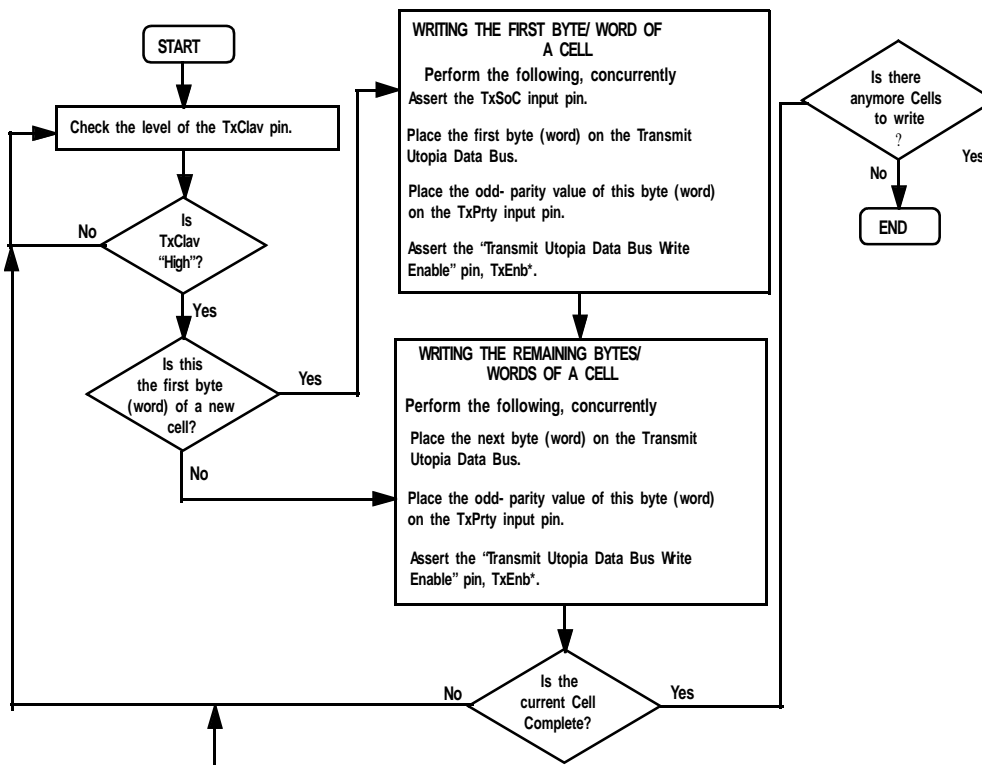 START
Check the level of the TxClav pin.
Is
TxClav
“High”?
No
Yes
Is this
the first byte
(word) of a new
cell?
Yes
No
WRITING THE FIRST BYTE/ WORD OF
A CELL
Perform the following, concurrently
Assert the TxSoC input pin.
Place the first byte (word) on the Transmit
Utopia Data Bus.
Place the odd- parity value of this byte (word)
on the TxPrty input pin.
Assert the “Transmit Utopia Data Bus Write
Enable” pin, TxEnb*.
WRITING THE REMAINING BYTES/
WORDS OF A CELL
Perform the following, concurrently
Place the next byte (word) on the Transmit
Utopia Data Bus.
Place the odd- parity value of this byte (word)
on the TxPrty input pin.
Assert the “Transmit Utopia Data Bus Write
Enable” pin, TxEnb*.
Is the
current Cell
Complete?
No
Yes
Is there
anymore Cells
to write
?
No
Yes
END